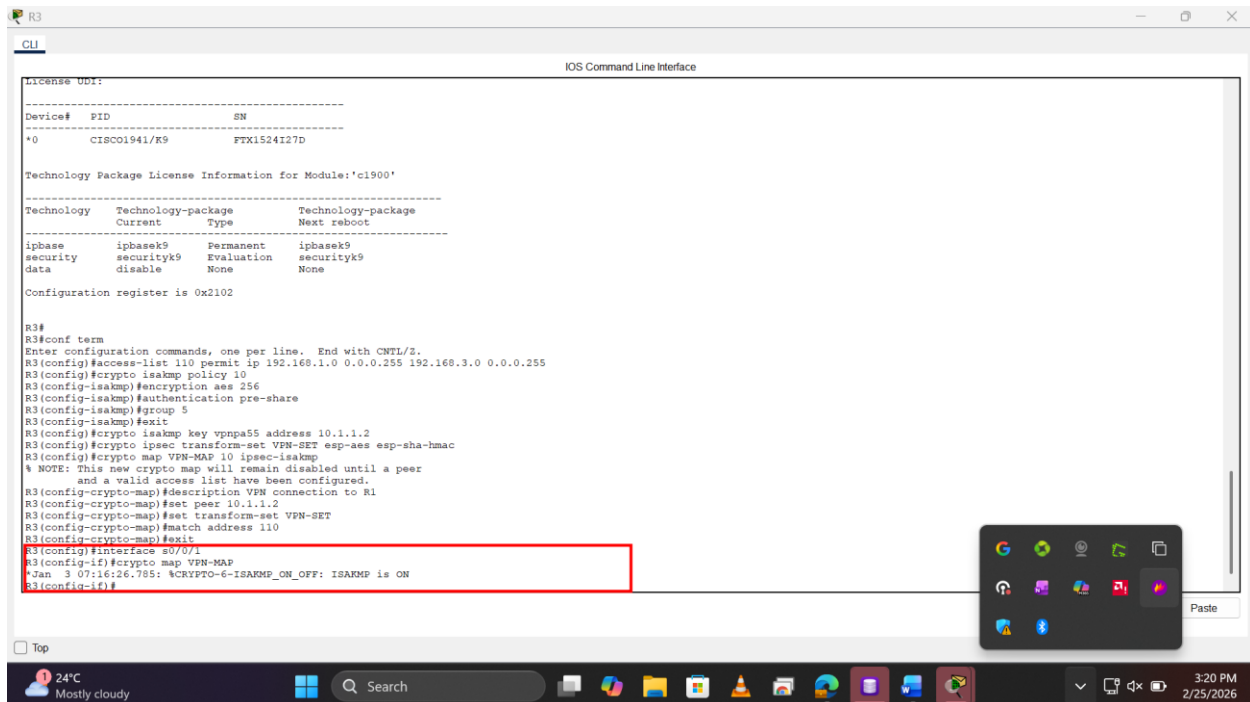 R3
CLI
IOS Command Line Interface
License UDI:
-------------------------------------------------
Device# PID SN
-------------------------------------------------
*0 CISCO1941/K9 FTX1524I27D
Technology Package License Information for Module:'c1900'
----------------------------------------------------------------
Technology Technology-package Technology-package
Current Type Next reboot
-----------------------------------------------------------------
ipbase ipbasek9 Permanent ipbasek9
security securityk9 Evaluation securityk9
data disable None None
Configuration register is 0x2102
R3#
R3#conf term
Enter configuration commands, one per line. End with CNTL/Z.
R3(config)#access-list 110 permit ip 192.168.1.0 0.0.0.255 192.168.3.0 0.0.0.255
R3(config)#crypto isakmp policy 10
R3(config-isakmp)#encryption aes 256
R3(config-isakmp)#authentication pre-share
R3(config-isakmp)#group 5
R3(config-isakmp)#exit
R3(config)#crypto isakmp key vpnpa55 address 10.1.1.2
R3(config)#crypto ipsec transform-set VPN-SET esp-aes esp-sha-hmac
R3(config)#crypto map VPN-MAP 10 ipsec-isakmp
% NOTE: This new crypto map will remain disabled until a peer
and a valid access list have been configured.
R3(config-crypto-map)#description VPN connection to R1
R3(config-crypto-map)#set peer 10.1.1.2
R3(config-crypto-map)#set transform-set VPN-SET
R3(config-crypto-map)#match address 110
R3(config-crypto-map)#exit
R3(config)#interface s0/0/1
R3(config-if)#crypto map VPN-MAP
*Jan 3 07:16:26.785: %CRYPTO-6-ISAKMP_ON_OFF: ISAKMP is ON
R3(config-if)#
Paste
Top
1
24°C
Mostly cloudy
Search
3:20 PM
2/25/2026